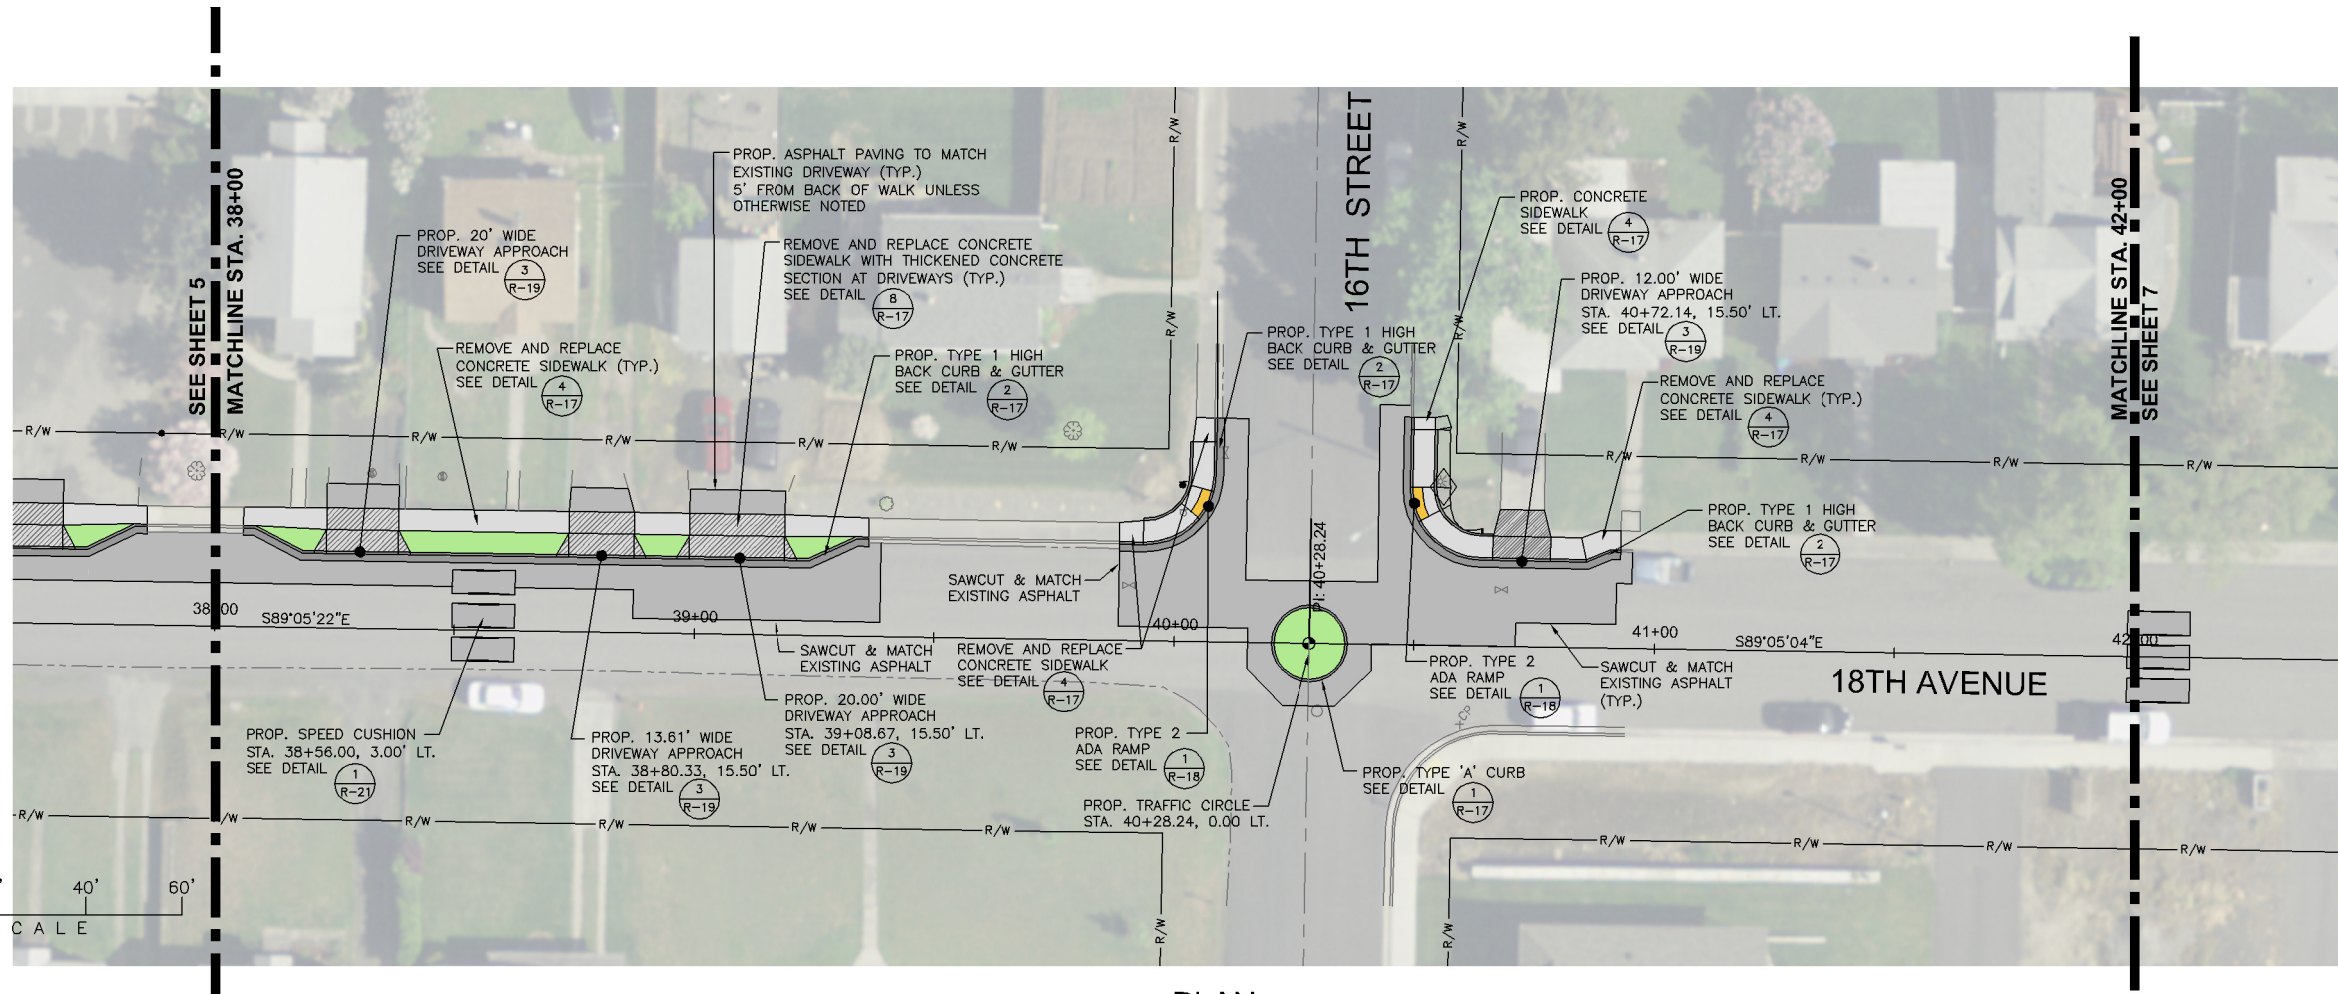 SEE SHEET 5
MATCHLINE STA. 38+00
PROP. ASPHALT PAVING TO MATCH
EXISTING DRIVEWAY (TYP.)
5' FROM BACK OF WALK UNLESS
OTHERWISE NOTED
PROP. 20' WIDE
DRIVEWAY APPROACH
SEE DETAIL
3
R-19
REMOVE AND REPLACE CONCRETE
SIDEWALK WITH THICKENED CONCRETE
SECTION AT DRIVEWAYS (TYP.)
SEE DETAIL
8
R-17
REMOVE AND REPLACE
CONCRETE SIDEWALK (TYP.)
SEE DETAIL
4
R-17
PROP. TYPE 1 HIGH
BACK CURB & GUTTER
SEE DETAIL
2
R-17
16TH STREET
PROP. TYPE 1 HIGH
BACK CURB & GUTTER
SEE DETAIL
2
R-17
PROP. CONCRETE
SIDEWALK
SEE DETAIL
4
R-17
PROP. 12.00' WIDE
DRIVEWAY APPROACH
STA. 40+72.14, 15.50' LT.
SEE DETAIL
3
R-19
REMOVE AND REPLACE
CONCRETE SIDEWALK (TYP.)
SEE DETAIL
4
R-17
PROP. TYPE 1 HIGH
BACK CURB & GUTTER
SEE DETAIL
2
R-17
MATCHLINE STA. 42+00
SEE SHEET 7
R/W
R/W
R/W
R/W
R/W
R/W
R/W
R/W
R/W
R/W
R/W
R/W
R/W
R/W
SAWCUT & MATCH
EXISTING ASPHALT
PI: 40+28.24
38+00
S89°05'22"E
39+00
40+00
41+00
S89°05'04"E
42+00
18TH AVENUE
SAWCUT & MATCH
EXISTING ASPHALT
REMOVE AND REPLACE
CONCRETE SIDEWALK
SEE DETAIL
4
R-17
PROP. TYPE 2
ADA RAMP
SEE DETAIL
1
R-18
SAWCUT & MATCH
EXISTING ASPHALT
(TYP.)
PROP. SPEED CUSHION
STA. 38+56.00, 3.00' LT.
SEE DETAIL
1
R-21
PROP. 13.61' WIDE
DRIVEWAY APPROACH
STA. 38+80.33, 15.50' LT.
SEE DETAIL
3
R-19
PROP. 20.00' WIDE
DRIVEWAY APPROACH
STA. 39+08.67, 15.50' LT.
SEE DETAIL
3
R-19
PROP. TYPE 2
ADA RAMP
SEE DETAIL
1
R-18
PROP. TRAFFIC CIRCLE
STA. 40+28.24, 0.00 LT.
PROP. TYPE 'A' CURB
SEE DETAIL
1
R-17
R/W
R/W
R/W
R/W
R/W
R/W
R/W
R/W
R/W
R/W
R/W
R/W
40'
60'
CALE